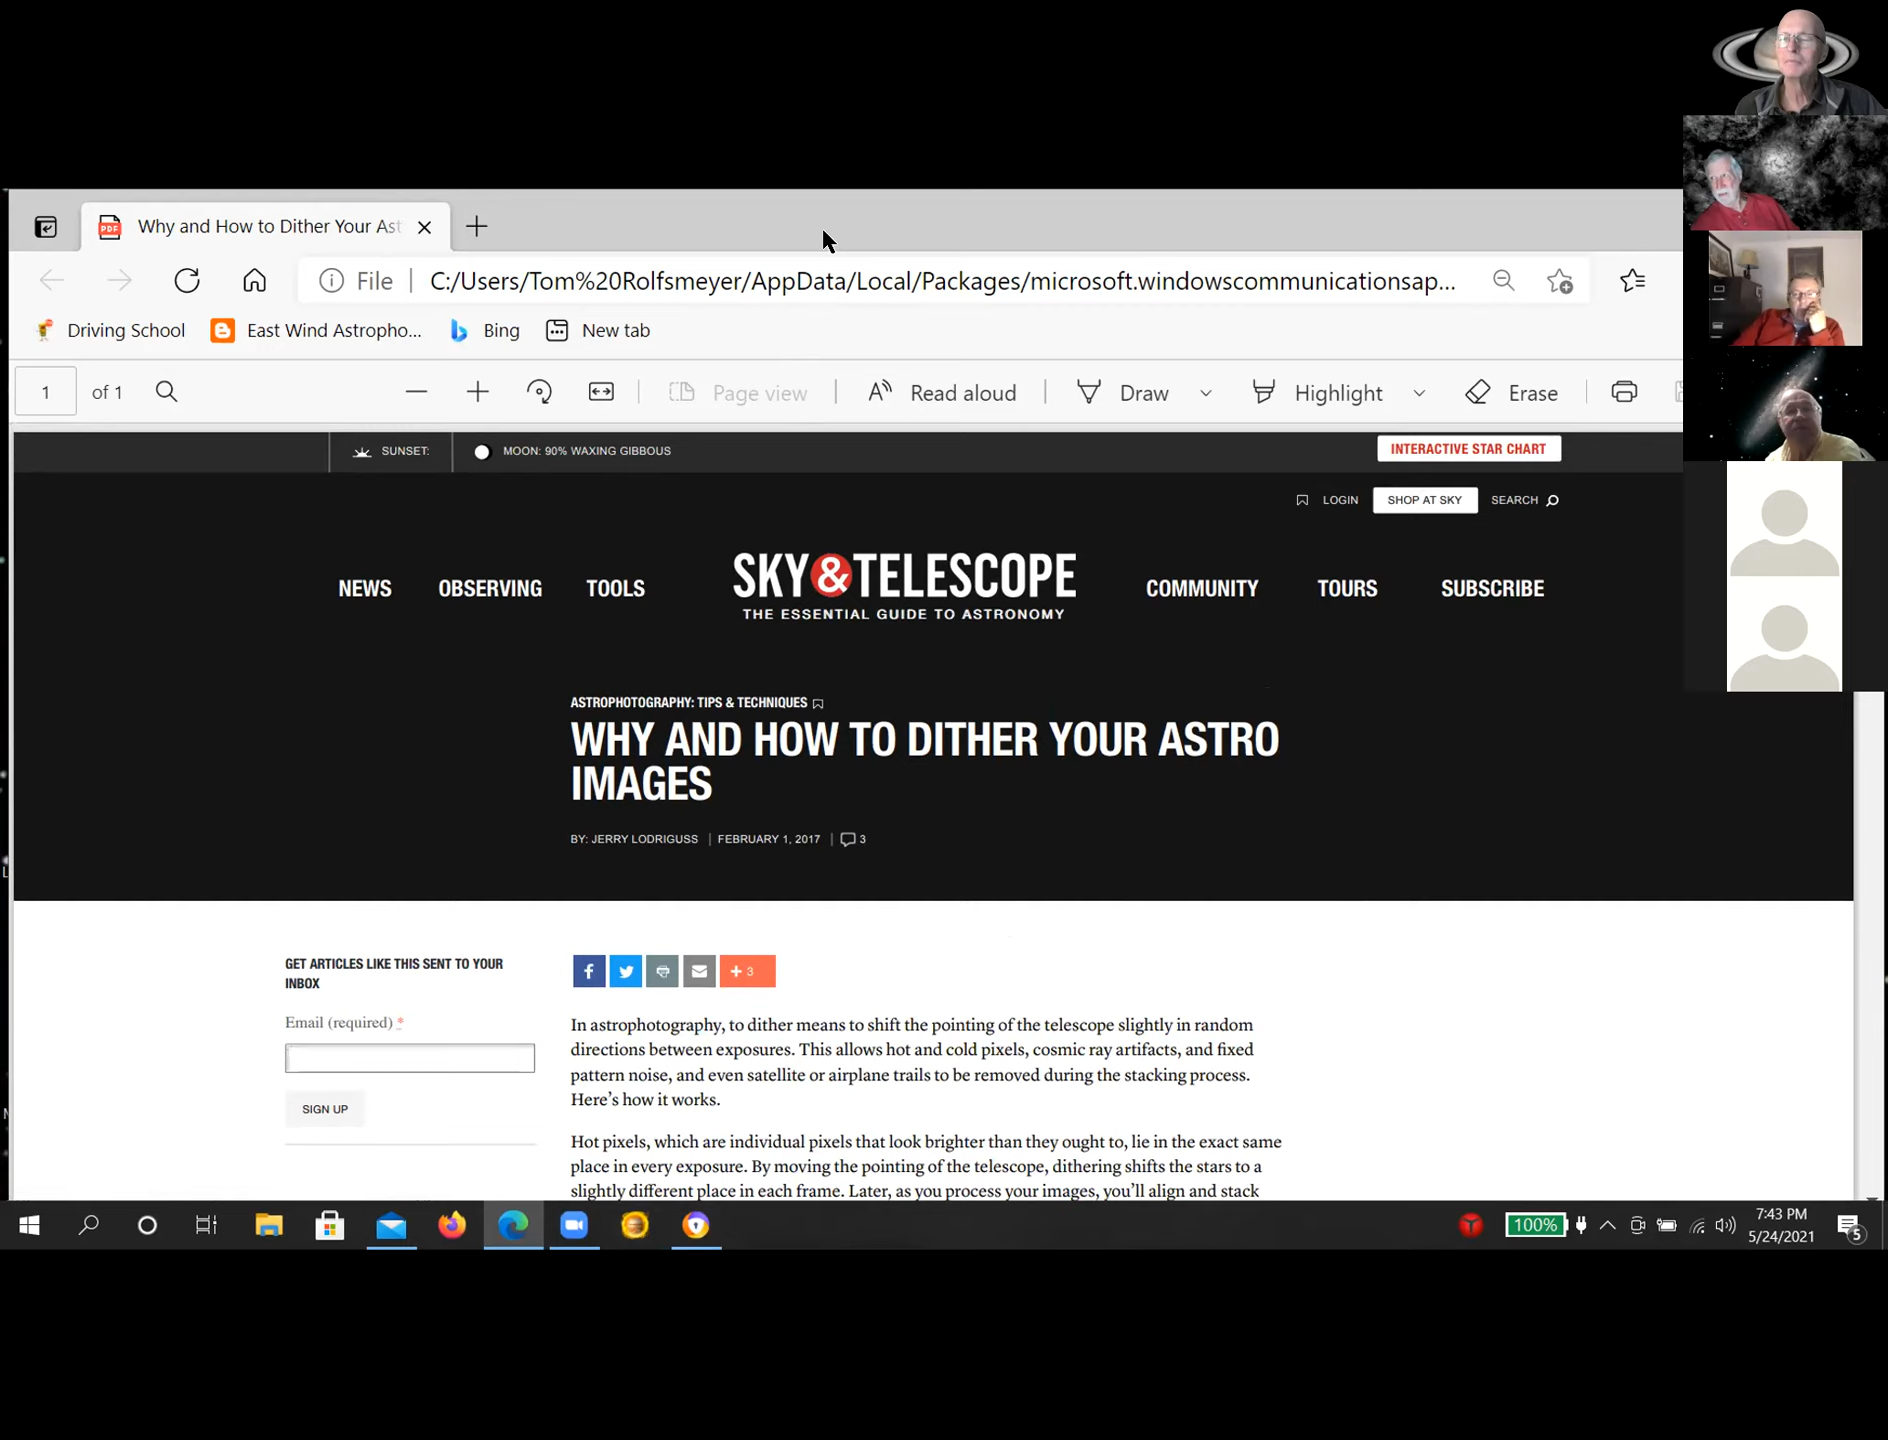 Why and How to Dither Your Ast
File
C:/Users/Tom%20Rolfsmeyer/AppData/Local/Packages/microsoft.windowscommunicationsap...
Driving School
East Wind Astropho...
Bing
New tab
1 of 1
Page view
Read aloud
Draw
Highlight
Erase
SUNSET:
MOON: 90% WAXING GIBBOUS
INTERACTIVE STAR CHART
LOGIN
SHOP AT SKY
SEARCH
NEWS
OBSERVING
TOOLS
SKY&TELESCOPE
THE ESSENTIAL GUIDE TO ASTRONOMY
COMMUNITY
TOURS
SUBSCRIBE
ASTROPHOTOGRAPHY: TIPS & TECHNIQUES
WHY AND HOW TO DITHER YOUR ASTRO
IMAGES
BY: JERRY LODRIGUSS | FEBRUARY 1, 2017 | 3
GET ARTICLES LIKE THIS SENT TO YOUR
INBOX
Email (required) *
SIGN UP
+ 3
In astrophotography, to dither means to shift the pointing of the telescope slightly in random
directions between exposures. This allows hot and cold pixels, cosmic ray artifacts, and fixed
pattern noise, and even satellite or airplane trails to be removed during the stacking process.
Here’s how it works.
Hot pixels, which are individual pixels that look brighter than they ought to, lie in the exact same
place in every exposure. By moving the pointing of the telescope, dithering shifts the stars to a
slightly different place in each frame. Later, as you process your images, you’ll align and stack
100%
7:43 PM
5/24/2021
5